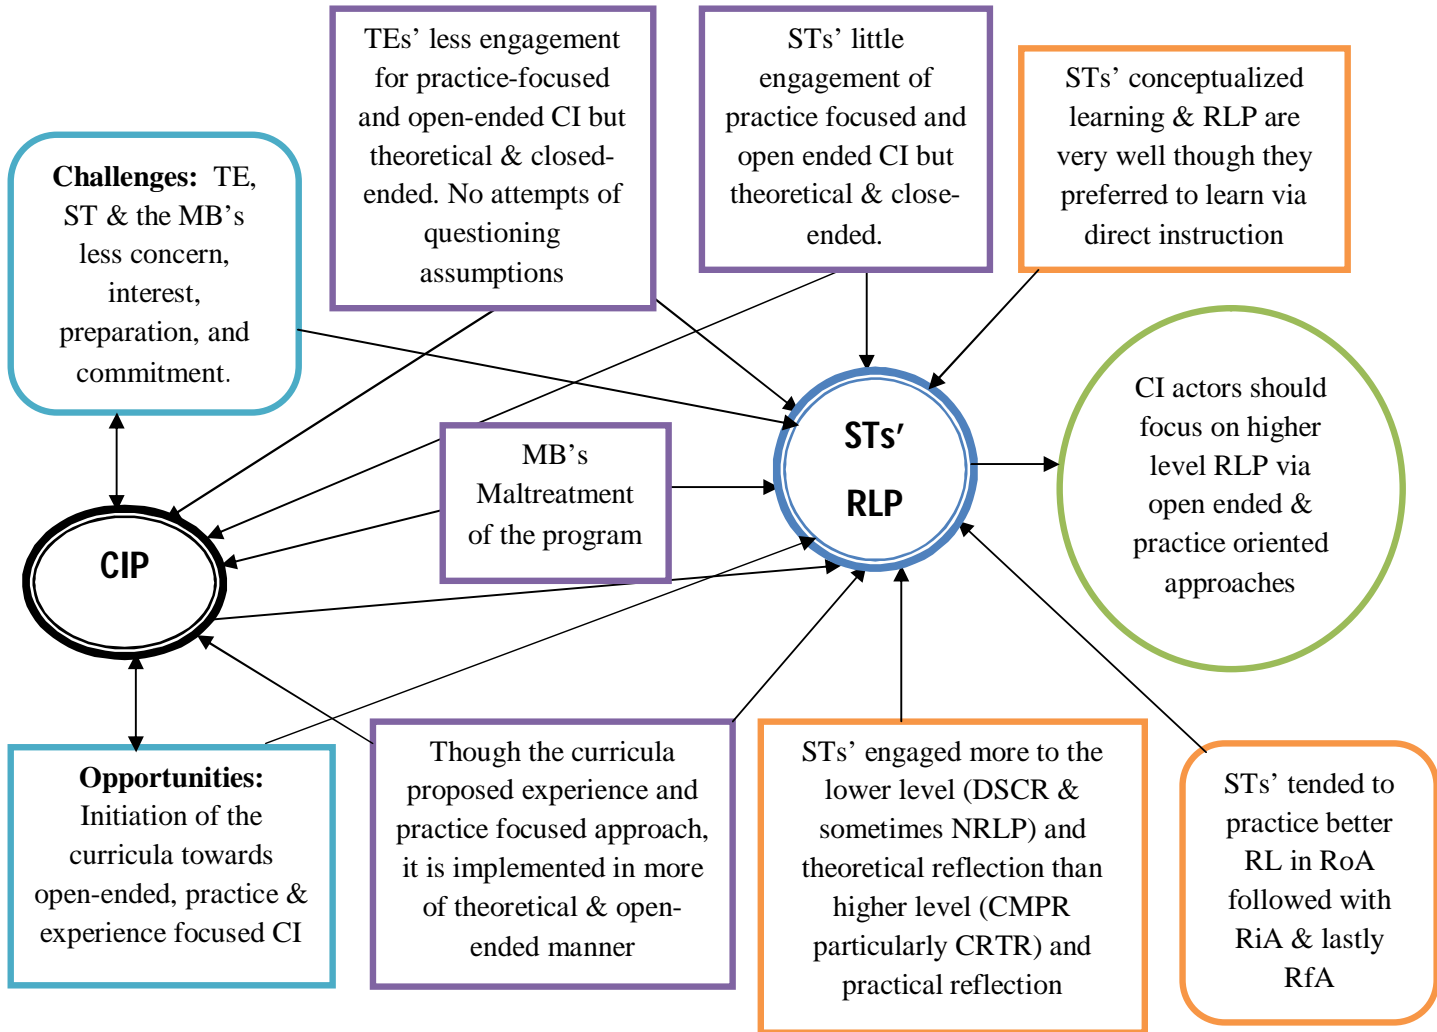 TEs’ less engagement
for practice-focused
and open-ended CI but
theoretical & closed-
ended. No attempts of
questioning
assumptions
STs’ little
engagement of
practice focused and
open ended CI but
theoretical & close-
ended.
STs’ conceptualized
learning & RLP are
very well though they
preferred to learn via
direct instruction
Challenges: TE,
ST & the MB’s
less concern,
interest,
preparation, and
commitment.
CI actors should
focus on higher
level RLP via
open ended &
practice oriented
approaches
STs’
RLP
MB’s
Maltreatment
of the program
CIP
Opportunities:
Initiation of the
curricula towards
open-ended, practice &
experience focused CI
Though the curricula
proposed experience and
practice focused approach,
it is implemented in more
of theoretical & open-
ended manner
STs’ engaged more to the
lower level (DSCR &
sometimes NRLP) and
theoretical reflection than
higher level (CMPR
particularly CRTR) and
practical reflection
STs’ tended to
practice better
RL in RoA
followed with
RiA & lastly
RfA